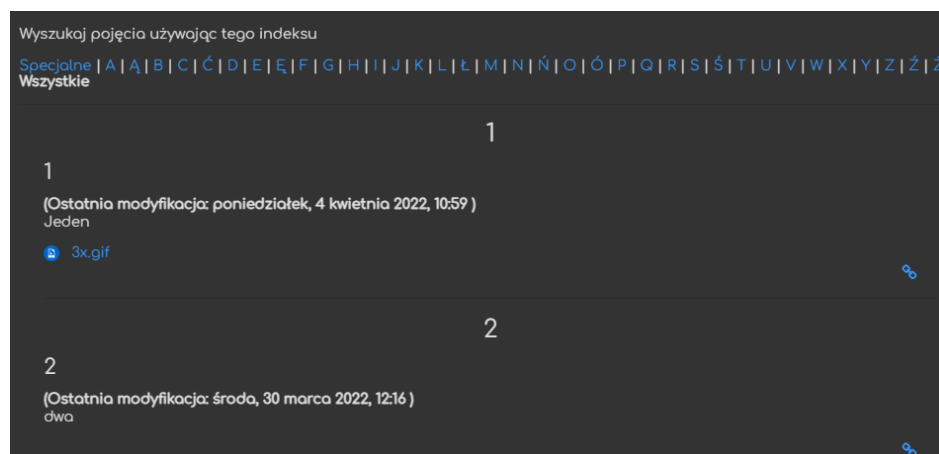 Wyszukaj pojęcia używając tego indeksu
Specjalne | A | Ą | B | C | Ć | D | E | Ę | F | G | H | I | J | K | L | Ł | M | N | Ń | O | Ó | P | Q | R | S | Ś | T | U | V | W | X | Y | Z | Ź |
Wszystkie
1
1
(Ostatnia modyfikacja: poniedziałek, 4 kwietnia 2022, 10:59 )
Jeden
3x.gif
2
2
(Ostatnia modyfikacja: środa, 30 marca 2022, 12:16 )
dwa